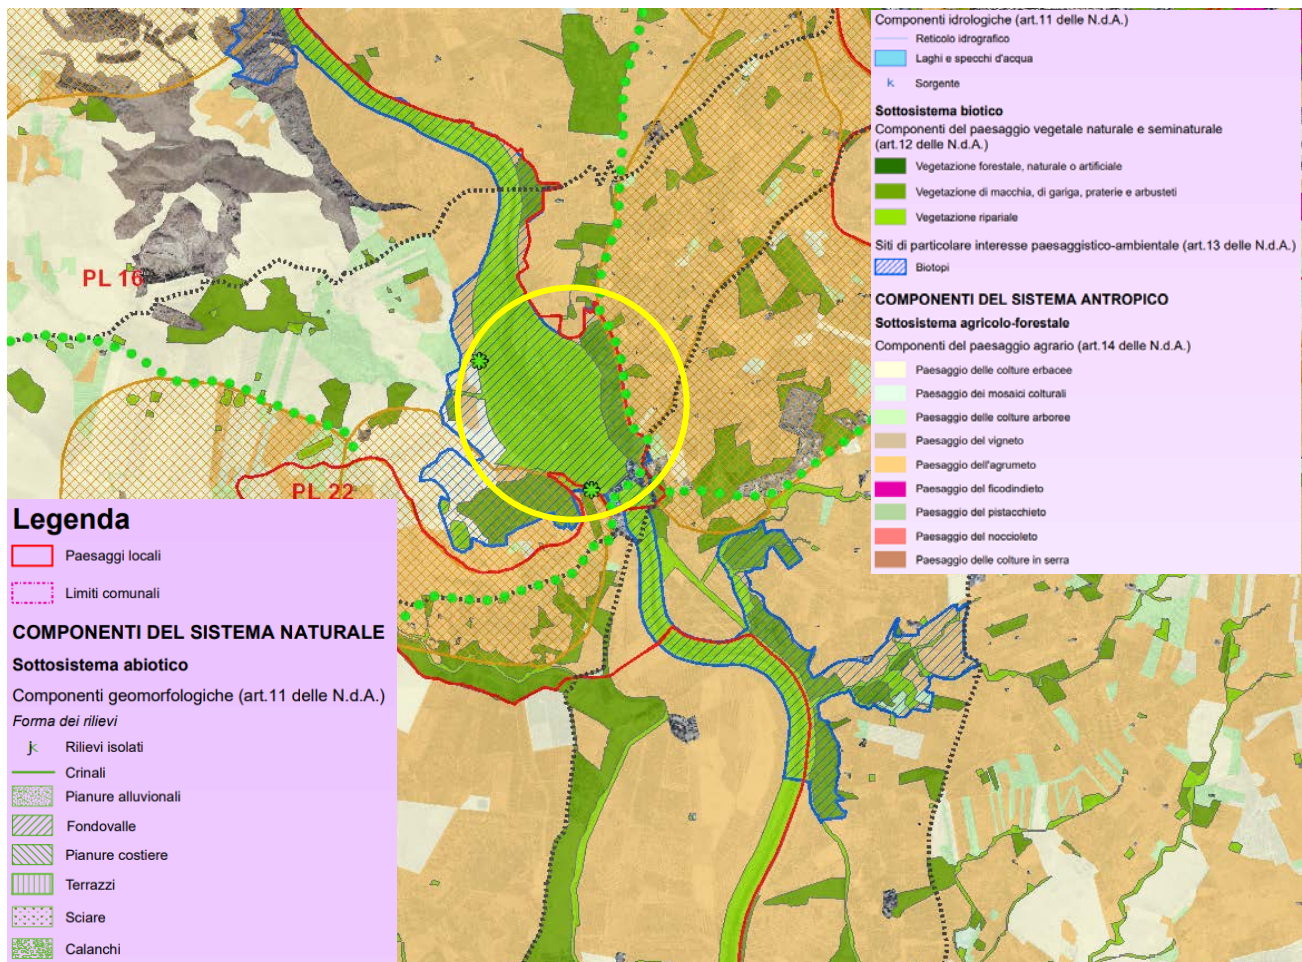 PL 16
PL 22
Legenda
Paesaggi locali
Limiti comunali
COMPONENTI DEL SISTEMA NATURALE
Sottosistema abiotico
Componenti geomorfologiche (art.11 delle N.d.A.)
Forma dei rilievi
Rilievi isolati
Crinali
Pianure alluvionali
Fondovalle
Pianure costiere
Terrazzi
Sciare
Calanchi
Componenti idrologiche (art.11 delle N.d.A.)
Reticolo idrografico
Laghi e specchi d'acqua
Sorgente
Sottosistema biotico
Componenti del paesaggio vegetale naturale e seminaturale
(art.12 delle N.d.A.)
Vegetazione forestale, naturale o artificiale
Vegetazione di macchia, di gariga, praterie e arbusteti
Vegetazione ripariale
Siti di particolare interesse paesaggistico-ambientale (art.13 delle N.d.A.)
Biotopi
COMPONENTI DEL SISTEMA ANTROPICO
Sottosistema agricolo-forestale
Componenti del paesaggio agrario (art.14 delle N.d.A.)
Paesaggio delle colture erbacee
Paesaggio dei mosaici colturali
Paesaggio delle colture arboree
Paesaggio del vigneto
Paesaggio dell'agrumeto
Paesaggio del ficodindieto
Paesaggio del pistacchieto
Paesaggio del noccioleto
Paesaggio delle colture in serra